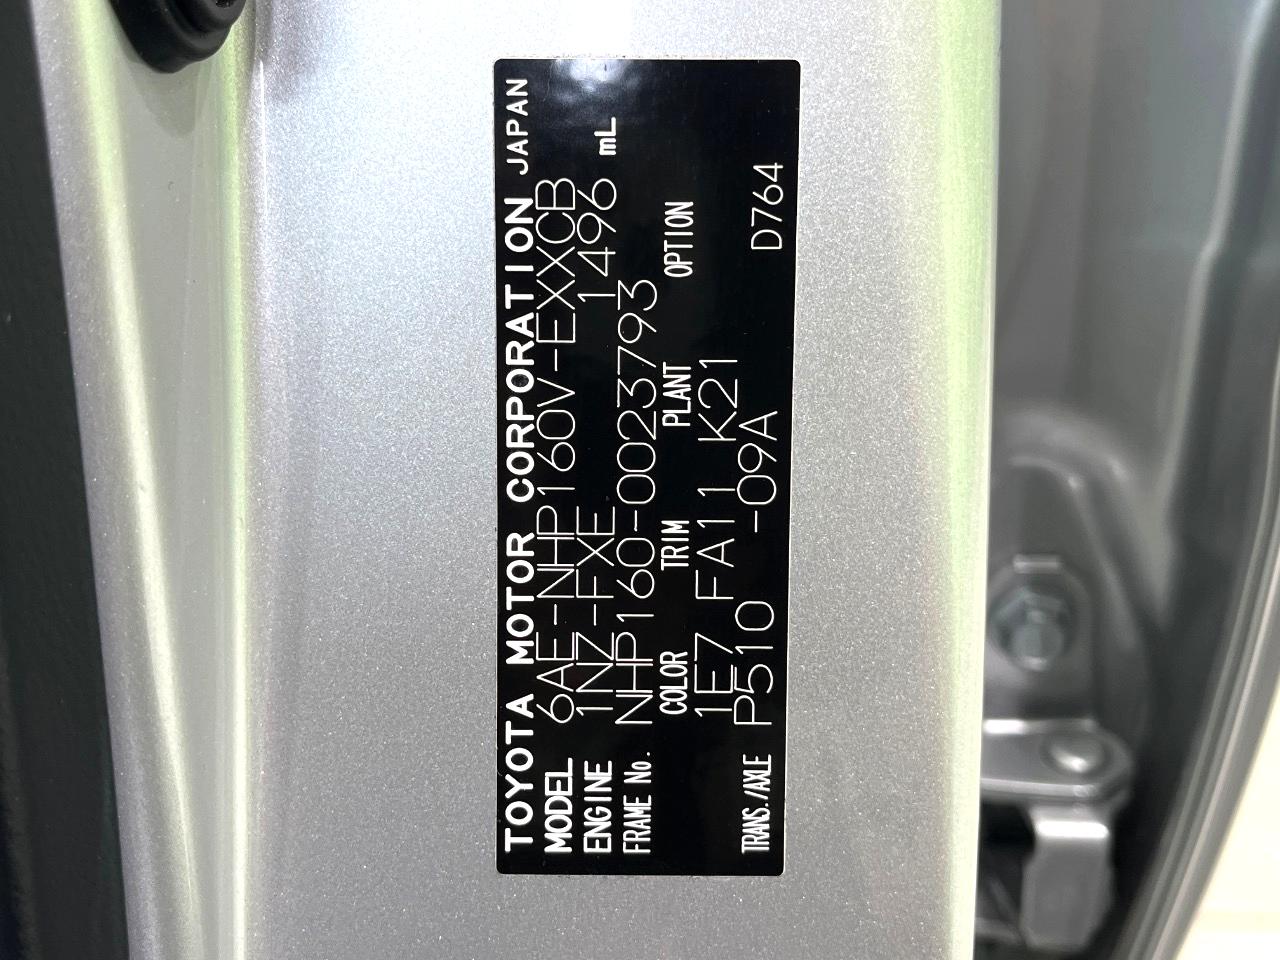 TOYOTA MOTOR CORPORATION JAPAN
MODEL 6AE-NHP160V-EXXCB
ENGINE 1NZ-FXE 1496 mL
FRAME No. NHP160-0023793
COLOR TRIM PLANT OPTION
1E7 FA11 K21
TRANS./AXLE P510 -09A D764